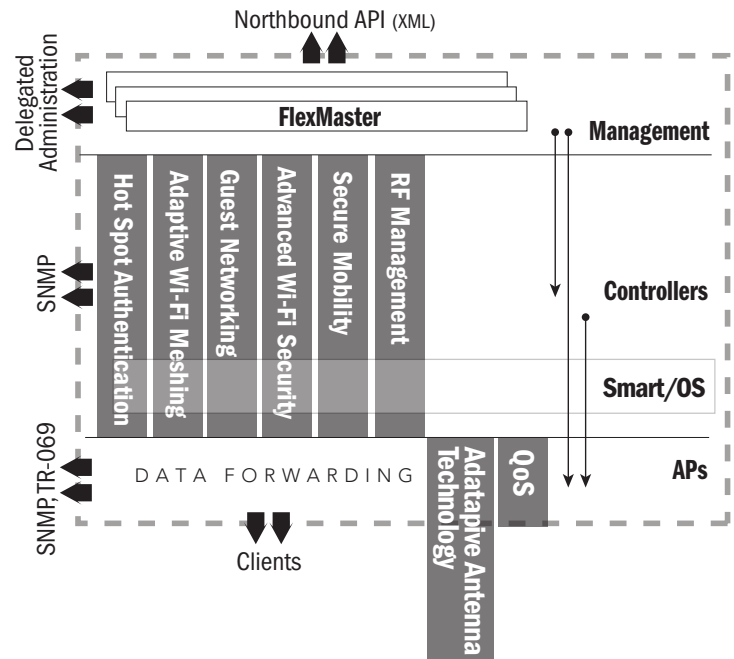 Northbound API (XML)
Delegated
Administration
FlexMaster
Management
Hot Spot Authentication
Adaptive Wi-Fi Meshing
Guest Networking
Advanced Wi-Fi Security
Secure Mobility
RF Management
SNMP
Controllers
Smart/OS
SNMP, TR-069
DATA FORWARDING
Adatapive Antenna
Technology
QoS
APs
Clients